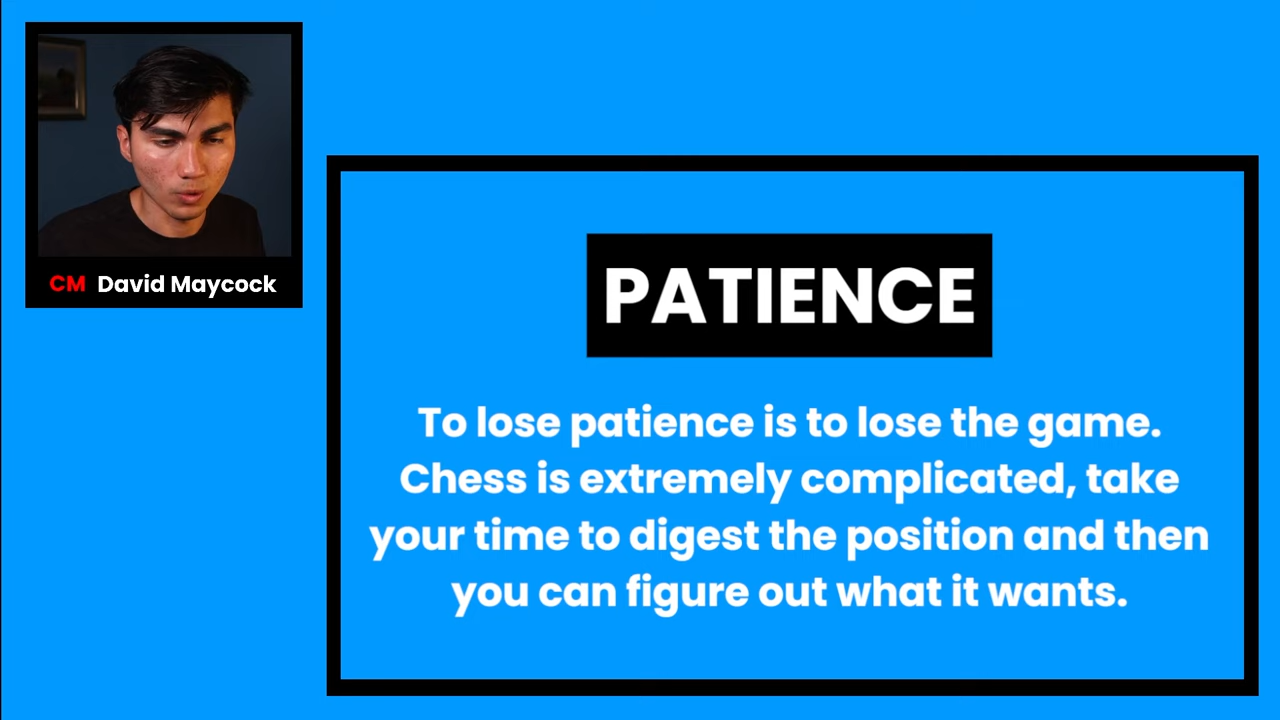 CM David Maycock
PATIENCE
To lose patience is to lose the game.
Chess is extremely complicated, take
your time to digest the position and then
you can figure out what it wants.